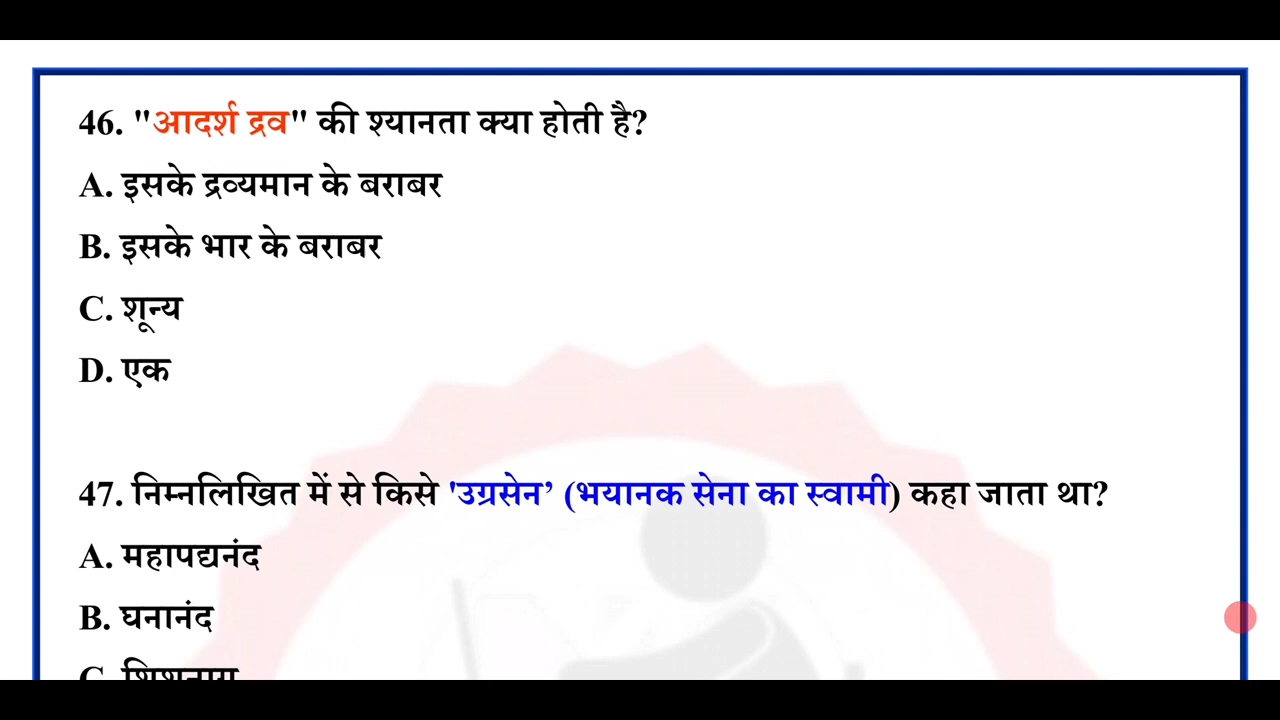 46. "आदर्श द्रव" की श्यानता क्या होती है?
A. इसके द्रव्यमान के बराबर
B. इसके भार के बराबर
C. शून्य
D. एक
47. निम्नलिखित में से किसे 'उग्रसेन’ (भयानक सेना का स्वामी) कहा जाता था?
A. महापद्यनंद
B. घनानंद